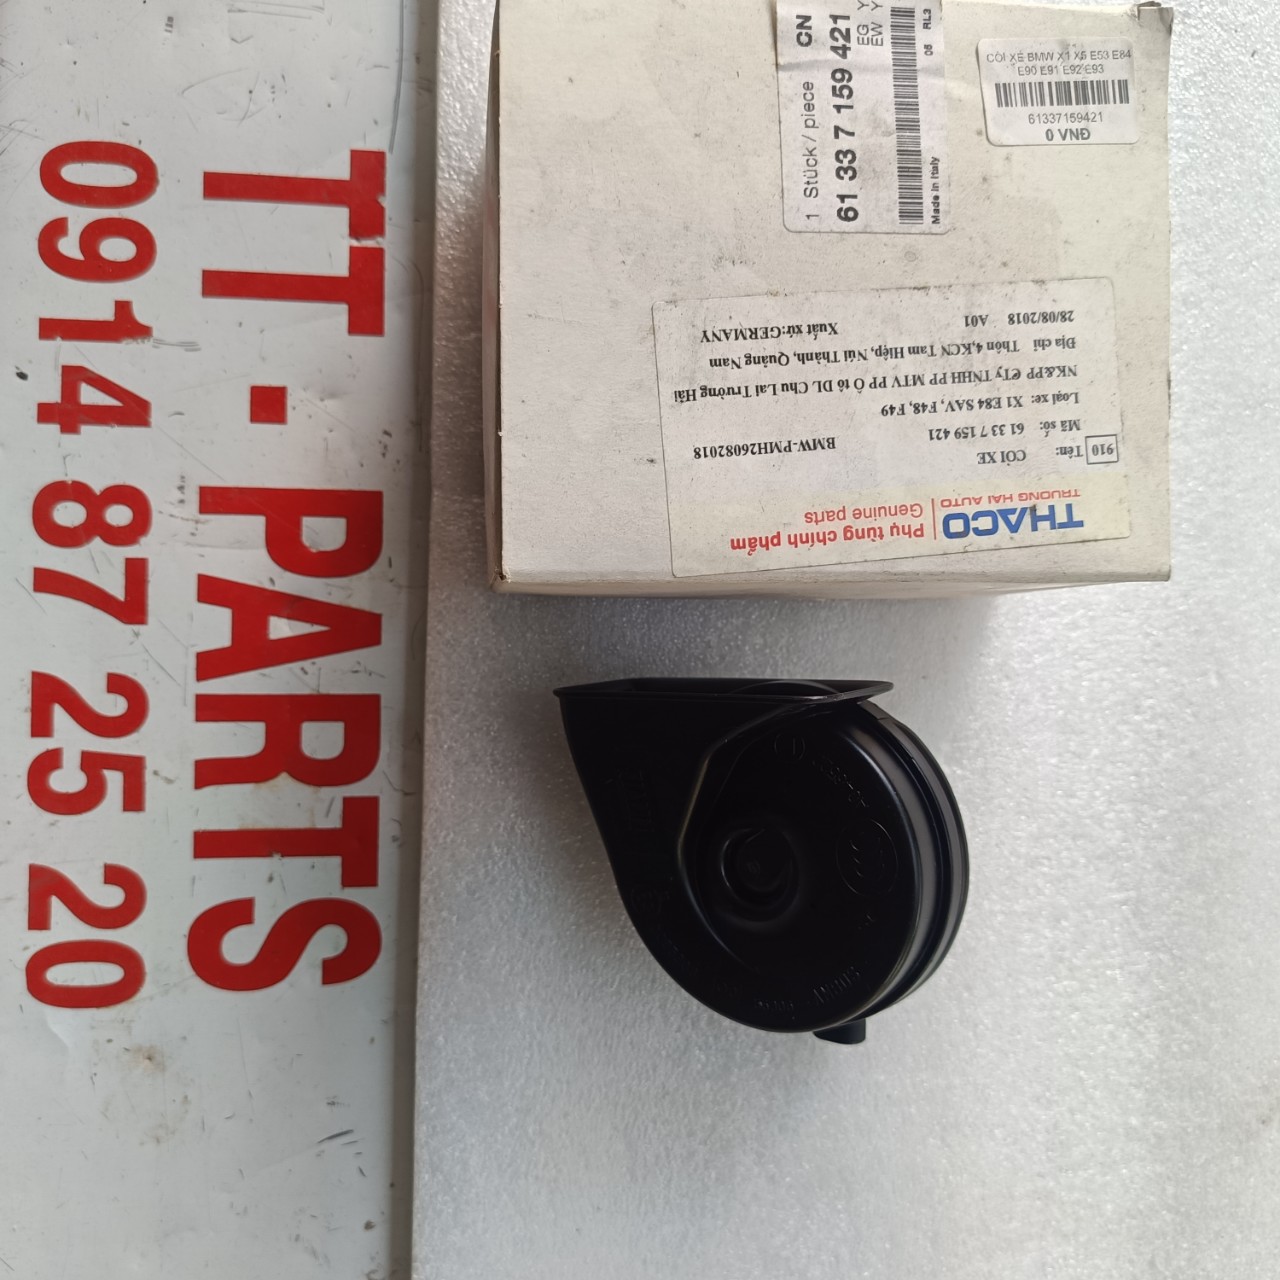 TT . PARTS
0914 87 25 20
1 Stück / piece CN
61 33 7 159 421
EG Y
EW Y
Made in Italy
05 RL3
CÒI XE BMW X1 X5 E53 E84
E90 E91 E92 E93
61337159421
0 VNĐ
THACO
TRUONG HAI AUTO
Phụ tùng chính phẩm
Genuine parts
910
Tên: CÒI XE
Mã số: 61 33 7 159 421 BMW-PMH26082018
Loại xe: X1 E84 SAV, F48, F49
NK&PP CTy TNHH PP MTV PP Ô tô DL Chu Lai Trường Hải
Địa chỉ Thôn 4,KCN Tam Hiệp, Núi Thành, Quảng Nam
28/08/2018 A01 Xuất xứ:GERMANY